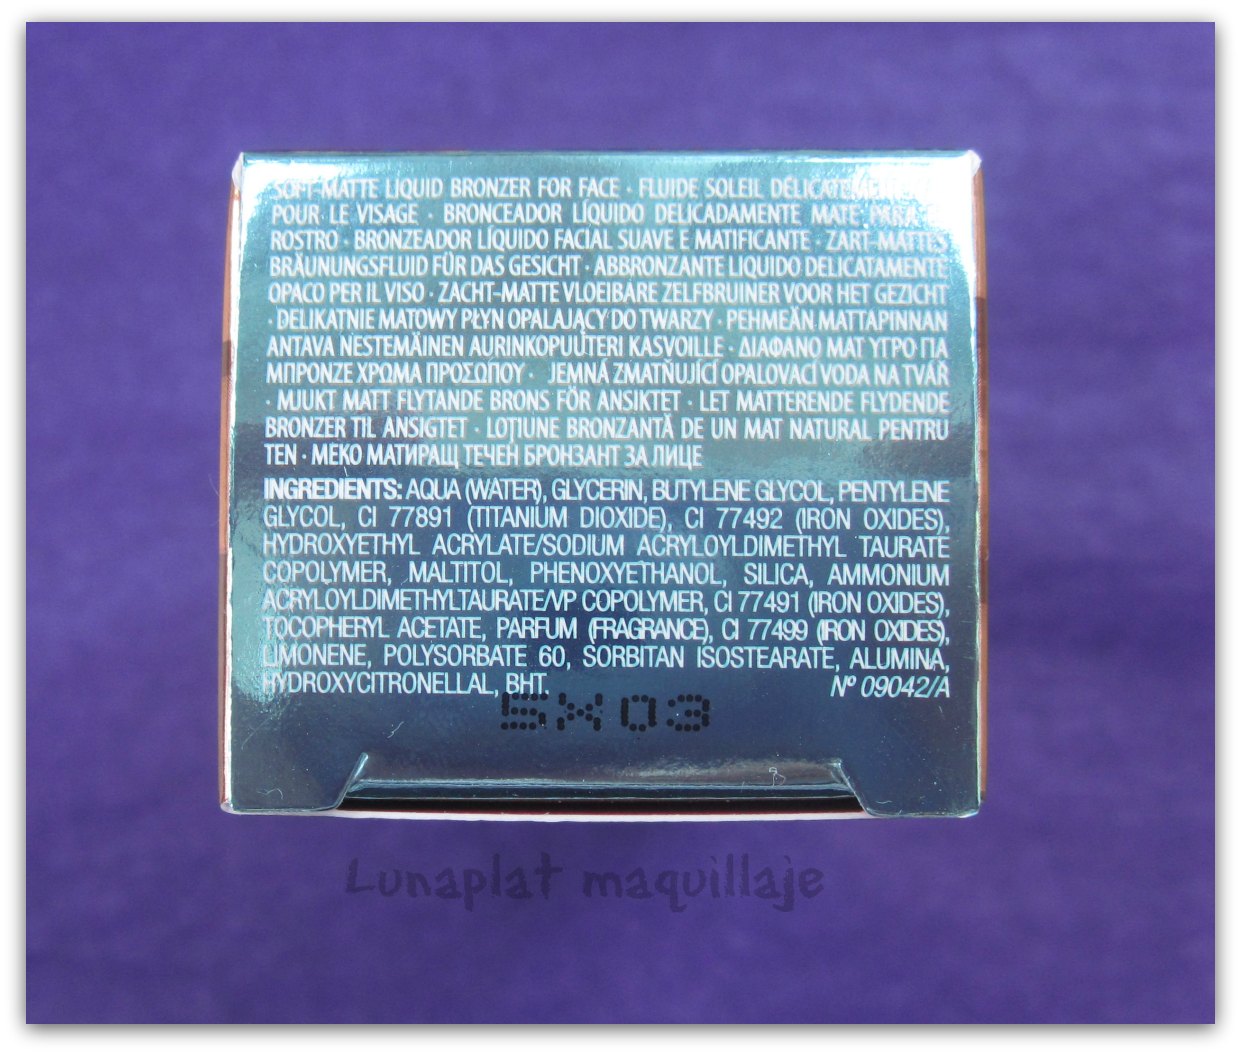 SOFT-MATTE LIQUID BRONZER FOR FACE · FLUIDE SOLEIL
POUR LE VISAGE · BRONCEADOR LÍQUIDO DELICADAMENTE MATE PARA
ROSTRO · BRONZEADOR LÍQUIDO FACIAL SUAVE E MATIFICANTE · ZART-MATTES
BRÄUNUNGSFLUID FÜR DAS GESICHT · ABBRONZANTE LIQUIDO DELICATAMENTE
OPACO PER IL VISO · ZACHT-MATTE VLOEIBARE ZELFBRUINER VOOR HET GEZICHT
· DELIKATNIE MATOWY PŁYN OPALAJĄCY DO TWARZY · PEHMEÄN MATTAPINNAN
ANTAVA NESTEMÄINEN AURINKOPUUTERI KASVOILLE · ΔΙΑΦΑΝΟ ΜΑΤ ΥΓΡΟ ΓΙΑ
ΜΠΡΟΝΖΕ ΧΡΩΜΑ ΠΡΟΣΩΠΟΥ · JEMNÁ ZMATŇUJÍCÍ OPALOVACÍ VODA NA TVÁŘ
· MJUKT MATT FLYTANDE BRONS FÖR ANSIKTET · LET MATTERENDE FLYDENDE
BRONZER TIL ANSIGTET · LOȚIUNE BRONZANTĂ DE UN MAT NATURAL PENTRU
TEN · МЕКО МАТИРАЩ ТЕЧЕН БРОНЗАНТ ЗА ЛИЦЕ
INGREDIENTS: AQUA (WATER), GLYCERIN, BUTYLENE GLYCOL, PENTYLENE
GLYCOL, CI 77891 (TITANIUM DIOXIDE), CI 77492 (IRON OXIDES),
HYDROXYETHYL ACRYLATE/SODIUM ACRYLOYLDIMETHYL TAURATE
COPOLYMER, MALTITOL, PHENOXYETHANOL, SILICA, AMMONIUM
ACRYLOYLDIMETHYLTAURATE/VP COPOLYMER, CI 77491 (IRON OXIDES),
TOCOPHERYL ACETATE, PARFUM (FRAGRANCE), CI 77499 (IRON OXIDES),
LIMONENE, POLYSORBATE 60, SORBITAN ISOSTEARATE, ALUMINA,
HYDROXYCITRONELLAL, BHT. Nº 09042/A
5X03
Lunaplat maquillaje